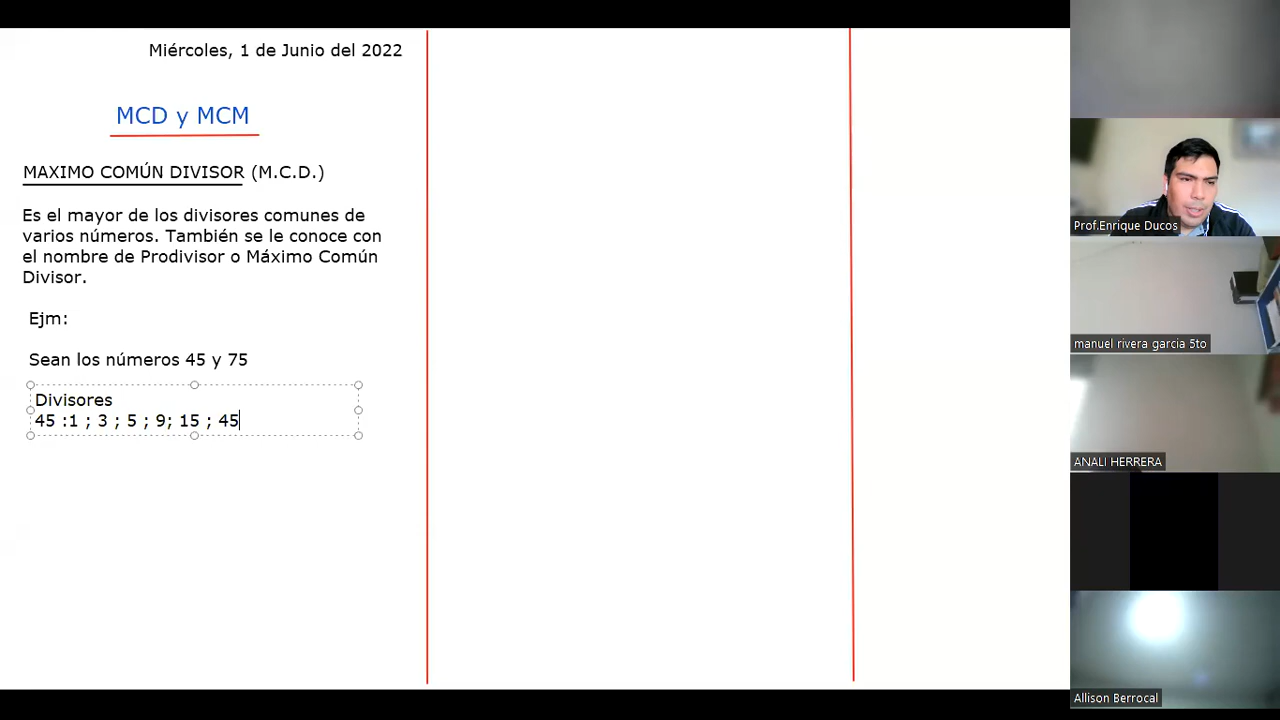 Miércoles, 1 de Junio del 2022
MCD y MCM
MAXIMO COMÚN DIVISOR (M.C.D.)
Es el mayor de los divisores comunes de
varios números. También se le conoce con
el nombre de Prodivisor o Máximo Común
Divisor.
Ejm:
Sean los números 45 y 75
Divisores
45 :1 ; 3 ; 5 ; 9; 15 ; 45
Prof.Enrique Ducos
manuel rivera garcia 5to
ANALI HERRERA
Allison Berrocal